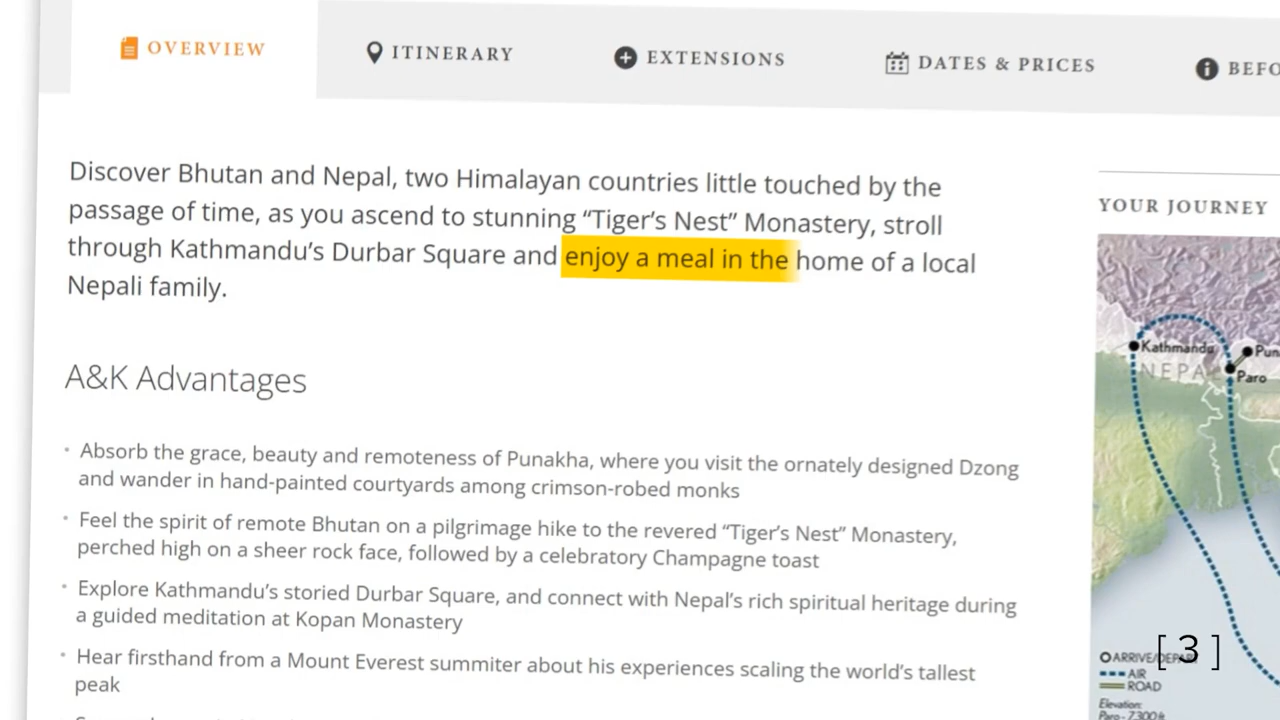 OVERVIEW
ITINERARY
EXTENSIONS
DATES & PRICES
Discover Bhutan and Nepal, two Himalayan countries little touched by the
passage of time, as you ascend to stunning “Tiger’s Nest” Monastery, stroll
through Kathmandu’s Durbar Square and enjoy a meal in the home of a local
Nepali family.
YOUR JOURNEY
A&K Advantages
Absorb the grace, beauty and remoteness of Punakha, where you visit the ornately designed Dzong
and wander in hand-painted courtyards among crimson-robed monks
Feel the spirit of remote Bhutan on a pilgrimage hike to the revered “Tiger’s Nest” Monastery,
perched high on a sheer rock face, followed by a celebratory Champagne toast
Explore Kathmandu’s storied Durbar Square, and connect with Nepal’s rich spiritual heritage during
a guided meditation at Kopan Monastery
Hear firsthand from a Mount Everest summiter about his experiences scaling the world’s tallest
peak
Kathmandu
Paro
ARRIVE/DEPART
AIR
ROAD
Elevation:
Paro - 7,300 ft
[ 3 ]